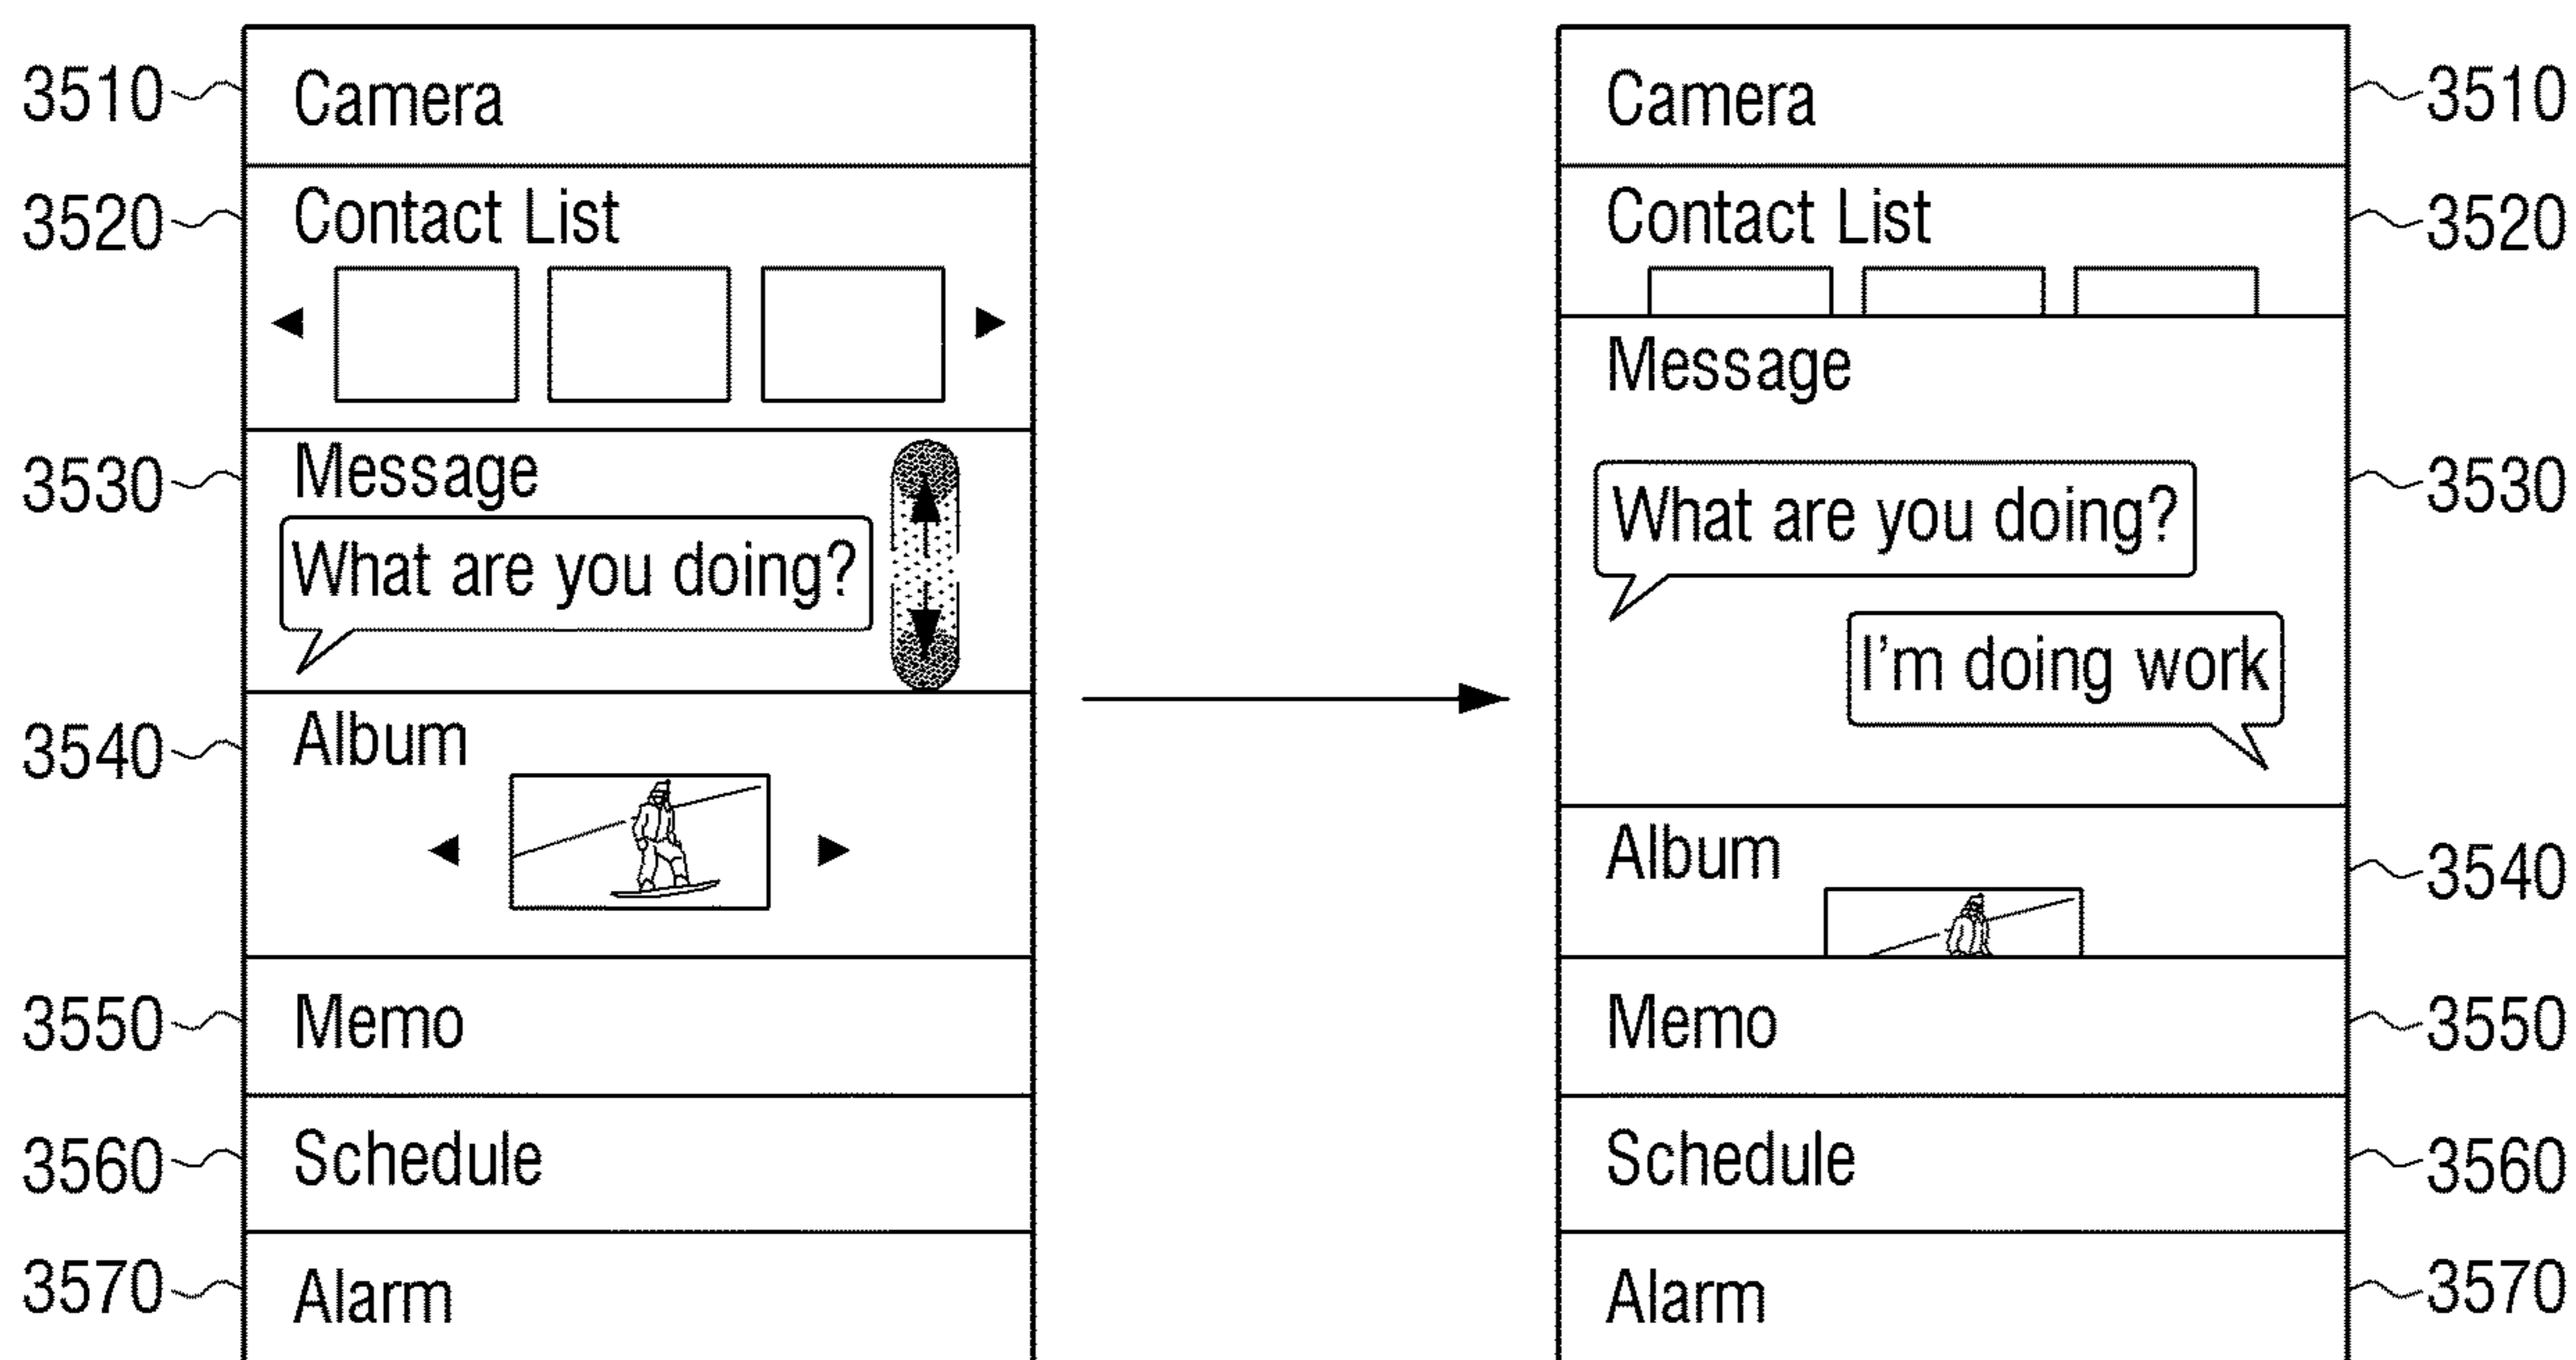 3510 Camera
3520 Contact List
3530 Message
What are you doing?
3540 Album
3550 Memo
3560 Schedule
3570 Alarm
Camera 3510
Contact List 3520
Message
3530
What are you doing?
I'm doing work
Album 3540
Memo 3550
Schedule 3560
Alarm 3570